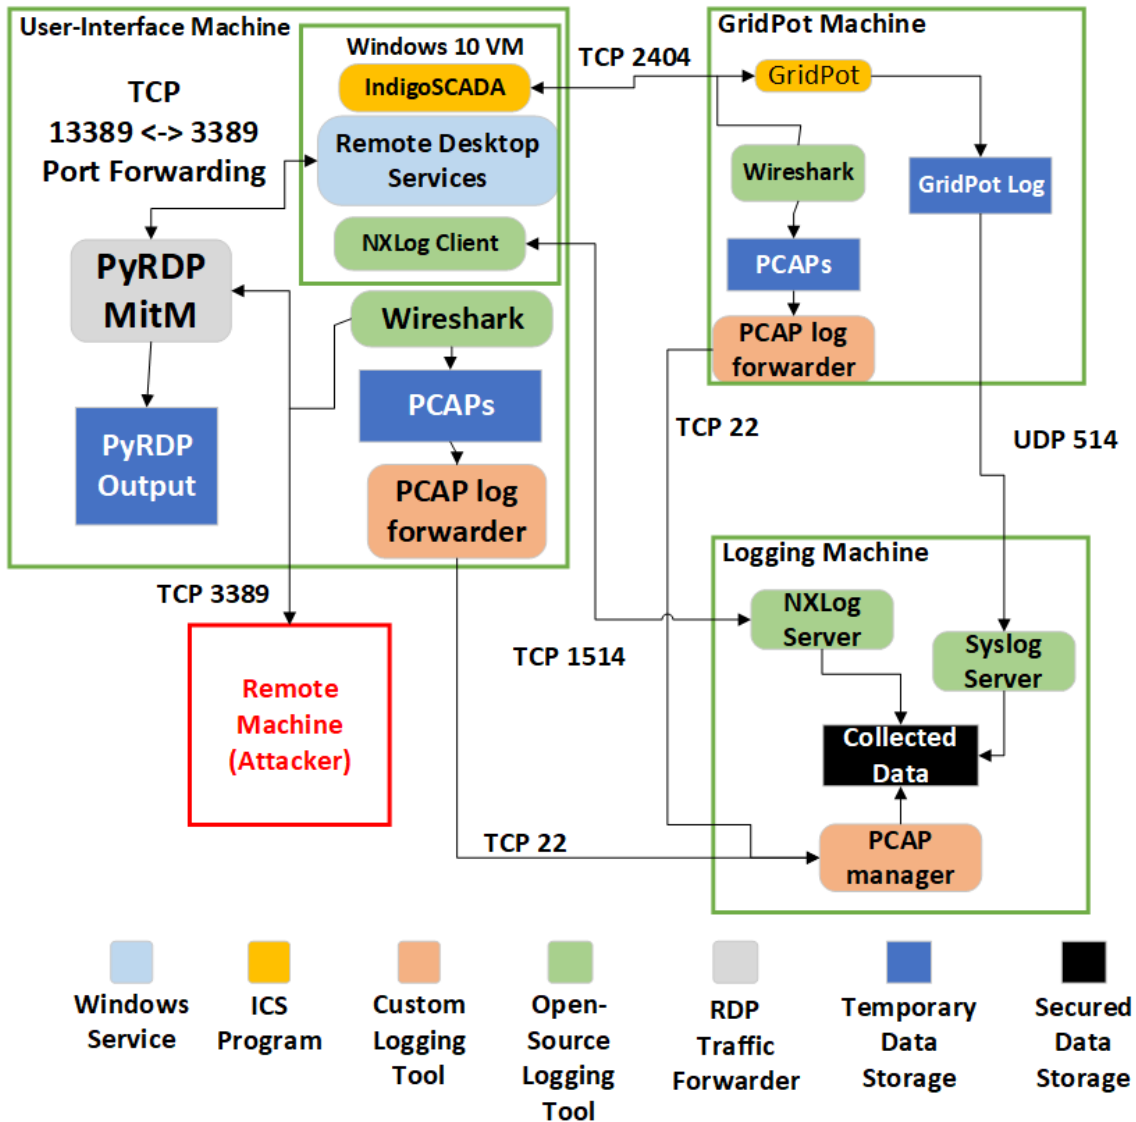 User-Interface Machine
Windows 10 VM
IndigoSCADA
TCP
13389 <-> 3389
Port Forwarding
Remote Desktop
Services
NXLog Client
PyRDP
MitM
Wireshark
PCAPs
PyRDP
Output
PCAP log
forwarder
TCP 2404
GridPot Machine
GridPot
Wireshark
GridPot Log
PCAPs
PCAP log
forwarder
TCP 22
UDP 514
TCP 3389
Remote
Machine
(Attacker)
TCP 1514
TCP 22
Logging Machine
NXLog
Server
Syslog
Server
Collected
Data
PCAP
manager
Windows
Service
ICS
Program
Custom
Logging
Tool
Open-
Source
Logging
Tool
RDP
Traffic
Forwarder
Temporary
Data
Storage
Secured
Data
Storage